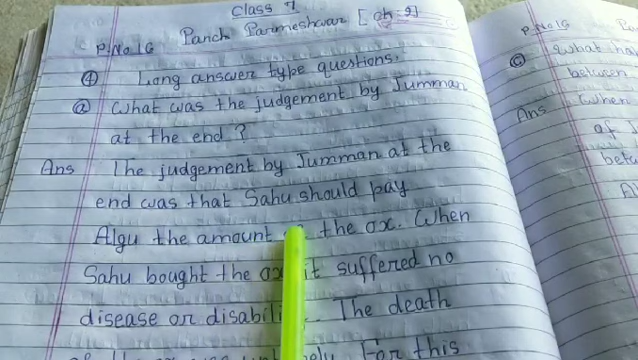 Class 7
Panch Parmeshwar [ch:9]
P.No 16
④ Long answer type questions.
ⓐ What was the judgement by Jumman
at the end?
Ans The judgement by Jumman at the
end was that Sahu should pay
Algu the amount the ox. When
Sahu bought the ox it suffered no
disease or The death
For this
P.No 16
ⓒ What
between
Ans When
of